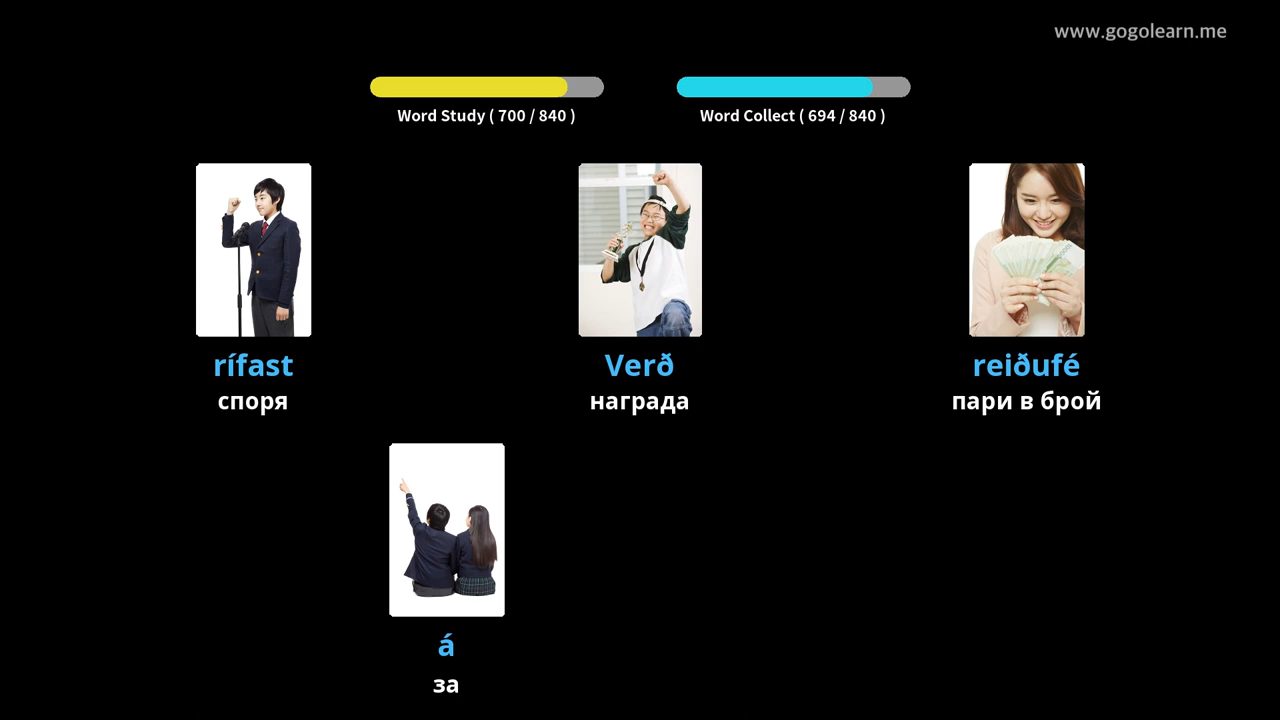 www.gogolearn.me
Word Study ( 700 / 840 )
Word Collect ( 694 / 840 )
rífast
Verð
reiðufé
споря
награда
пари в брой
á
за